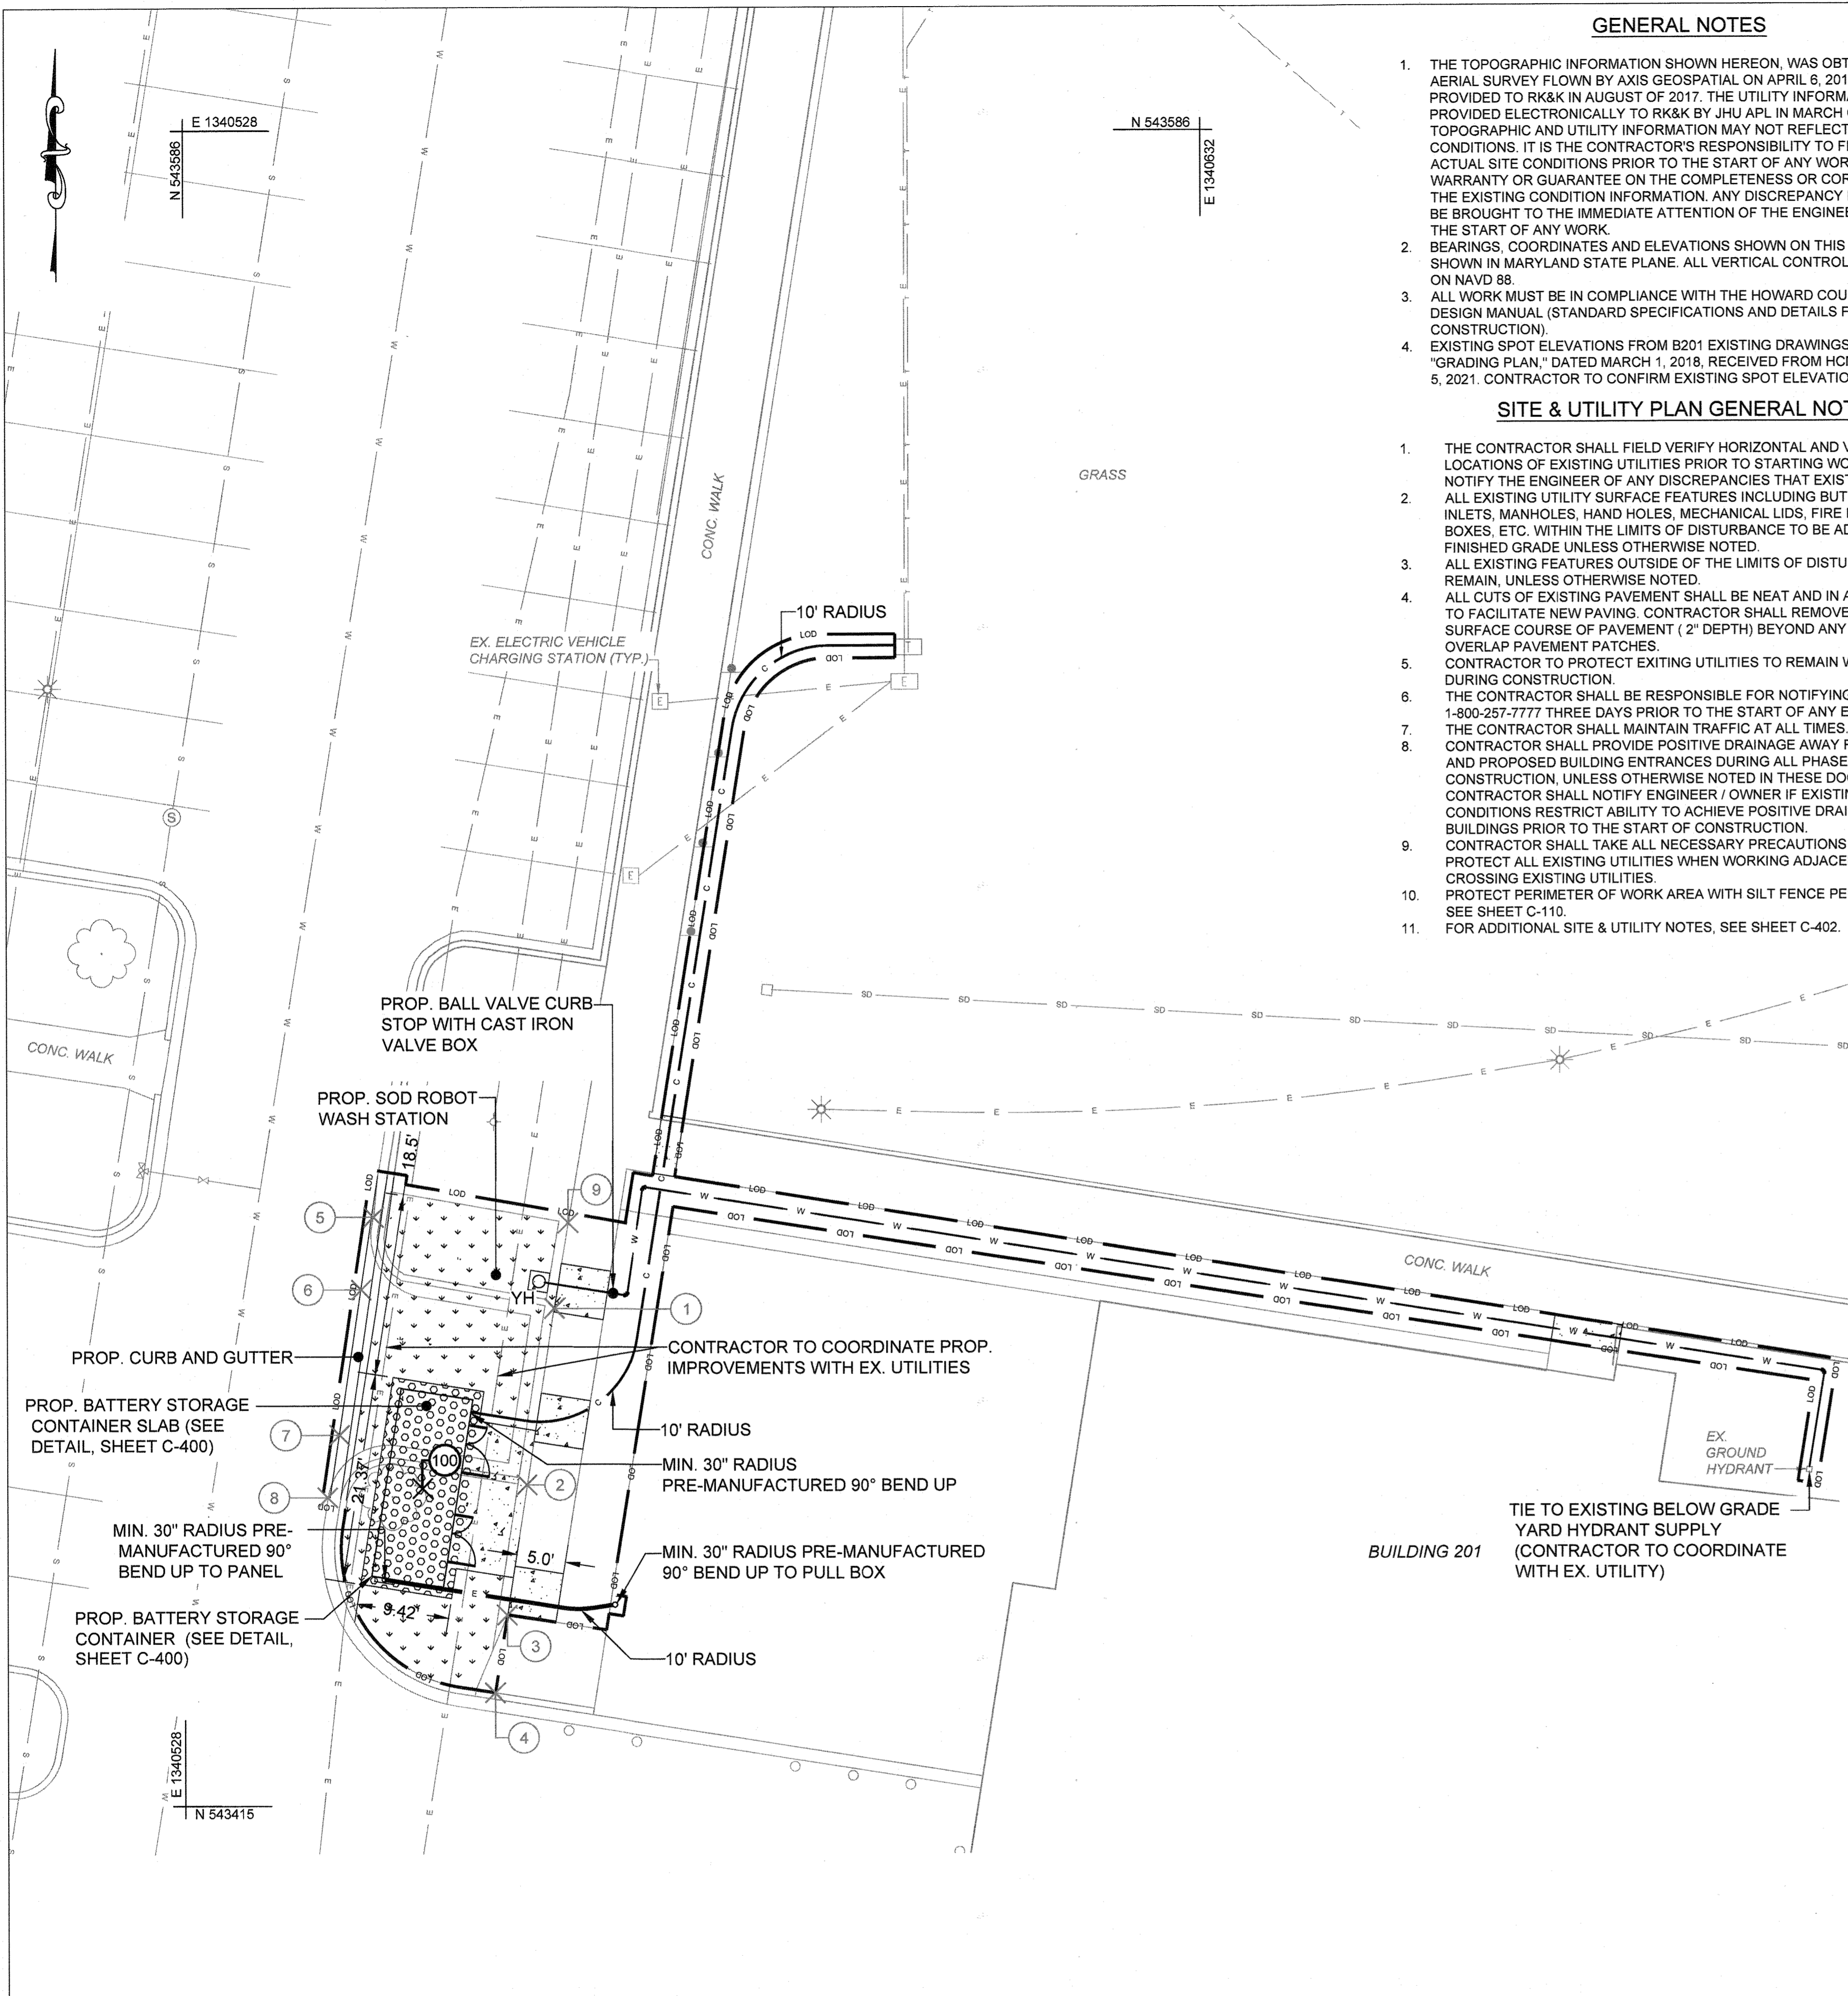 GENERAL NOTES
1. THE TOPOGRAPHIC INFORMATION SHOWN HEREON, WAS OBT
AERIAL SURVEY FLOWN BY AXIS GEOSPATIAL ON APRIL 6, 201
PROVIDED TO RK&K IN AUGUST OF 2017. THE UTILITY INFORMA
PROVIDED ELECTRONICALLY TO RK&K BY JHU APL IN MARCH
TOPOGRAPHIC AND UTILITY INFORMATION MAY NOT REFLECT
CONDITIONS. IT IS THE CONTRACTOR'S RESPONSIBILITY TO FI
ACTUAL SITE CONDITIONS PRIOR TO THE START OF ANY WOR
WARRANTY OR GUARANTEE ON THE COMPLETENESS OR COR
THE EXISTING CONDITION INFORMATION. ANY DISCREPANCY
BE BROUGHT TO THE IMMEDIATE ATTENTION OF THE ENGINEE
THE START OF ANY WORK.
2. BEARINGS, COORDINATES AND ELEVATIONS SHOWN ON THIS
SHOWN IN MARYLAND STATE PLANE. ALL VERTICAL CONTROL
ON NAVD 88.
3. ALL WORK MUST BE IN COMPLIANCE WITH THE HOWARD COU
DESIGN MANUAL (STANDARD SPECIFICATIONS AND DETAILS F
CONSTRUCTION).
4. EXISTING SPOT ELEVATIONS FROM B201 EXISTING DRAWINGS
"GRADING PLAN," DATED MARCH 1, 2018, RECEIVED FROM HC
5, 2021. CONTRACTOR TO CONFIRM EXISTING SPOT ELEVATIO
SITE & UTILITY PLAN GENERAL NOT
1. THE CONTRACTOR SHALL FIELD VERIFY HORIZONTAL AND V
LOCATIONS OF EXISTING UTILITIES PRIOR TO STARTING WO
NOTIFY THE ENGINEER OF ANY DISCREPANCIES THAT EXIST
2. ALL EXISTING UTILITY SURFACE FEATURES INCLUDING BUT
INLETS, MANHOLES, HAND HOLES, MECHANICAL LIDS, FIRE
BOXES, ETC. WITHIN THE LIMITS OF DISTURBANCE TO BE AD
FINISHED GRADE UNLESS OTHERWISE NOTED.
3. ALL EXISTING FEATURES OUTSIDE OF THE LIMITS OF DISTU
REMAIN, UNLESS OTHERWISE NOTED.
4. ALL CUTS OF EXISTING PAVEMENT SHALL BE NEAT AND IN A
TO FACILITATE NEW PAVING. CONTRACTOR SHALL REMOVE
SURFACE COURSE OF PAVEMENT ( 2" DEPTH) BEYOND ANY
OVERLAP PAVEMENT PATCHES.
5. CONTRACTOR TO PROTECT EXITING UTILITIES TO REMAIN W
DURING CONSTRUCTION.
6. THE CONTRACTOR SHALL BE RESPONSIBLE FOR NOTIFYING
1-800-257-7777 THREE DAYS PRIOR TO THE START OF ANY E
7. THE CONTRACTOR SHALL MAINTAIN TRAFFIC AT ALL TIMES.
8. CONTRACTOR SHALL PROVIDE POSITIVE DRAINAGE AWAY F
AND PROPOSED BUILDING ENTRANCES DURING ALL PHASE
CONSTRUCTION, UNLESS OTHERWISE NOTED IN THESE DO
CONTRACTOR SHALL NOTIFY ENGINEER / OWNER IF EXISTIN
CONDITIONS RESTRICT ABILITY TO ACHIEVE POSITIVE DRAI
BUILDINGS PRIOR TO THE START OF CONSTRUCTION.
9. CONTRACTOR SHALL TAKE ALL NECESSARY PRECAUTIONS
PROTECT ALL EXISTING UTILITIES WHEN WORKING ADJACE
CROSSING EXISTING UTILITIES.
10. PROTECT PERIMETER OF WORK AREA WITH SILT FENCE PE
SEE SHEET C-110.
11. FOR ADDITIONAL SITE & UTILITY NOTES, SEE SHEET C-402.
E 1340528
N 543586
N 543586
E 1340632
CONC. WALK
GRASS
10' RADIUS
EX. ELECTRIC VEHICLE
CHARGING STATION (TYP.)
T
E
E
E
S
CONC. WALK
PROP. BALL VALVE CURB
STOP WITH CAST IRON
VALVE BOX
PROP. SOD ROBOT
WASH STATION
18.5'
9
5
6
YH
1
CONC. WALK
PROP. CURB AND GUTTER
CONTRACTOR TO COORDINATE PROP.
IMPROVEMENTS WITH EX. UTILITIES
PROP. BATTERY STORAGE
CONTAINER SLAB (SEE
DETAIL, SHEET C-400)
7
10' RADIUS
100
MIN. 30" RADIUS
PRE-MANUFACTURED 90° BEND UP
21.37'
2
8
EX.
GROUND
HYDRANT
MIN. 30" RADIUS PRE-
MANUFACTURED 90°
BEND UP TO PANEL
5.0'
MIN. 30" RADIUS PRE-MANUFACTURED
90° BEND UP TO PULL BOX
BUILDING 201
TIE TO EXISTING BELOW GRADE
YARD HYDRANT SUPPLY
(CONTRACTOR TO COORDINATE
WITH EX. UTILITY)
PROP. BATTERY STORAGE
CONTAINER (SEE DETAIL,
SHEET C-400)
9.42'
3
10' RADIUS
4
E 1340528
N 543415